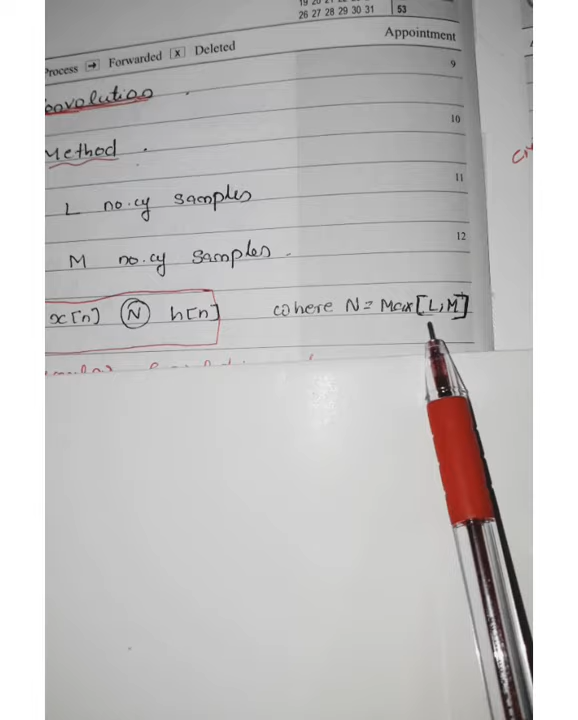 26 27 28 29 30 31 53
Process → Forwarded x Deleted
Appointment
9
convolution
10
Method
11
L no. of samples
12
M no. of samples
x[n] Ⓝ h[n] where N = Max[L,M]